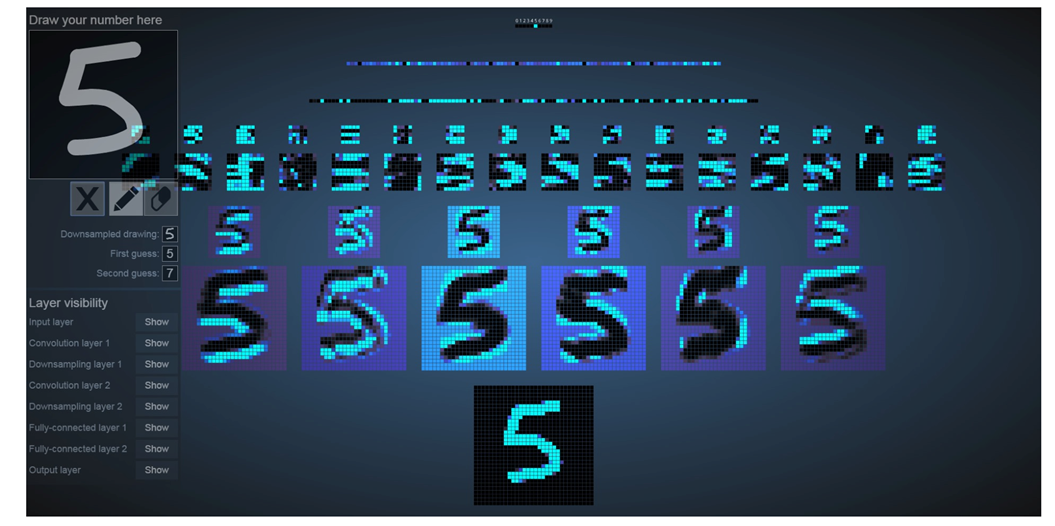 Draw your number here
0123456789
5
X
Downsampled drawing: 5
First guess: 5
Second guess: 7
Layer visibility
Input layer Show
Convolution layer 1 Show
Downsampling layer 1 Show
Convolution layer 2 Show
Downsampling layer 2 Show
Fully-connected layer 1 Show
Fully-connected layer 2 Show
Output layer Show
5